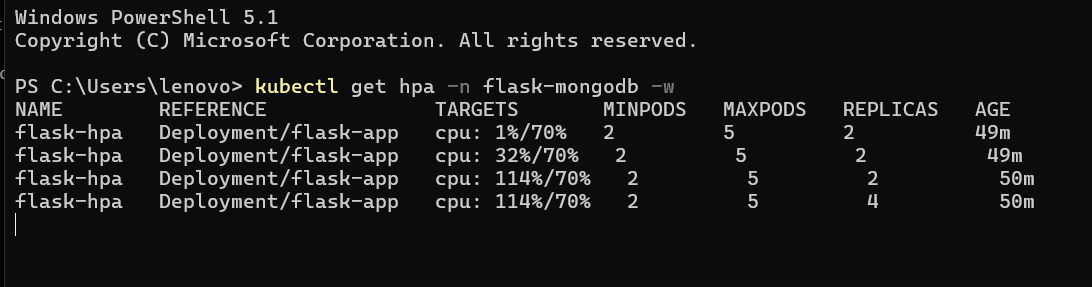 Windows PowerShell 5.1
Copyright (C) Microsoft Corporation. All rights reserved.
PS C:\Users\lenovo> kubectl get hpa -n flask-mongodb -w
NAME REFERENCE TARGETS MINPODS MAXPODS REPLICAS AGE
flask-hpa Deployment/flask-app cpu: 1%/70% 2 5 2 49m
flask-hpa Deployment/flask-app cpu: 32%/70% 2 5 2 49m
flask-hpa Deployment/flask-app cpu: 114%/70% 2 5 2 50m
flask-hpa Deployment/flask-app cpu: 114%/70% 2 5 4 50m